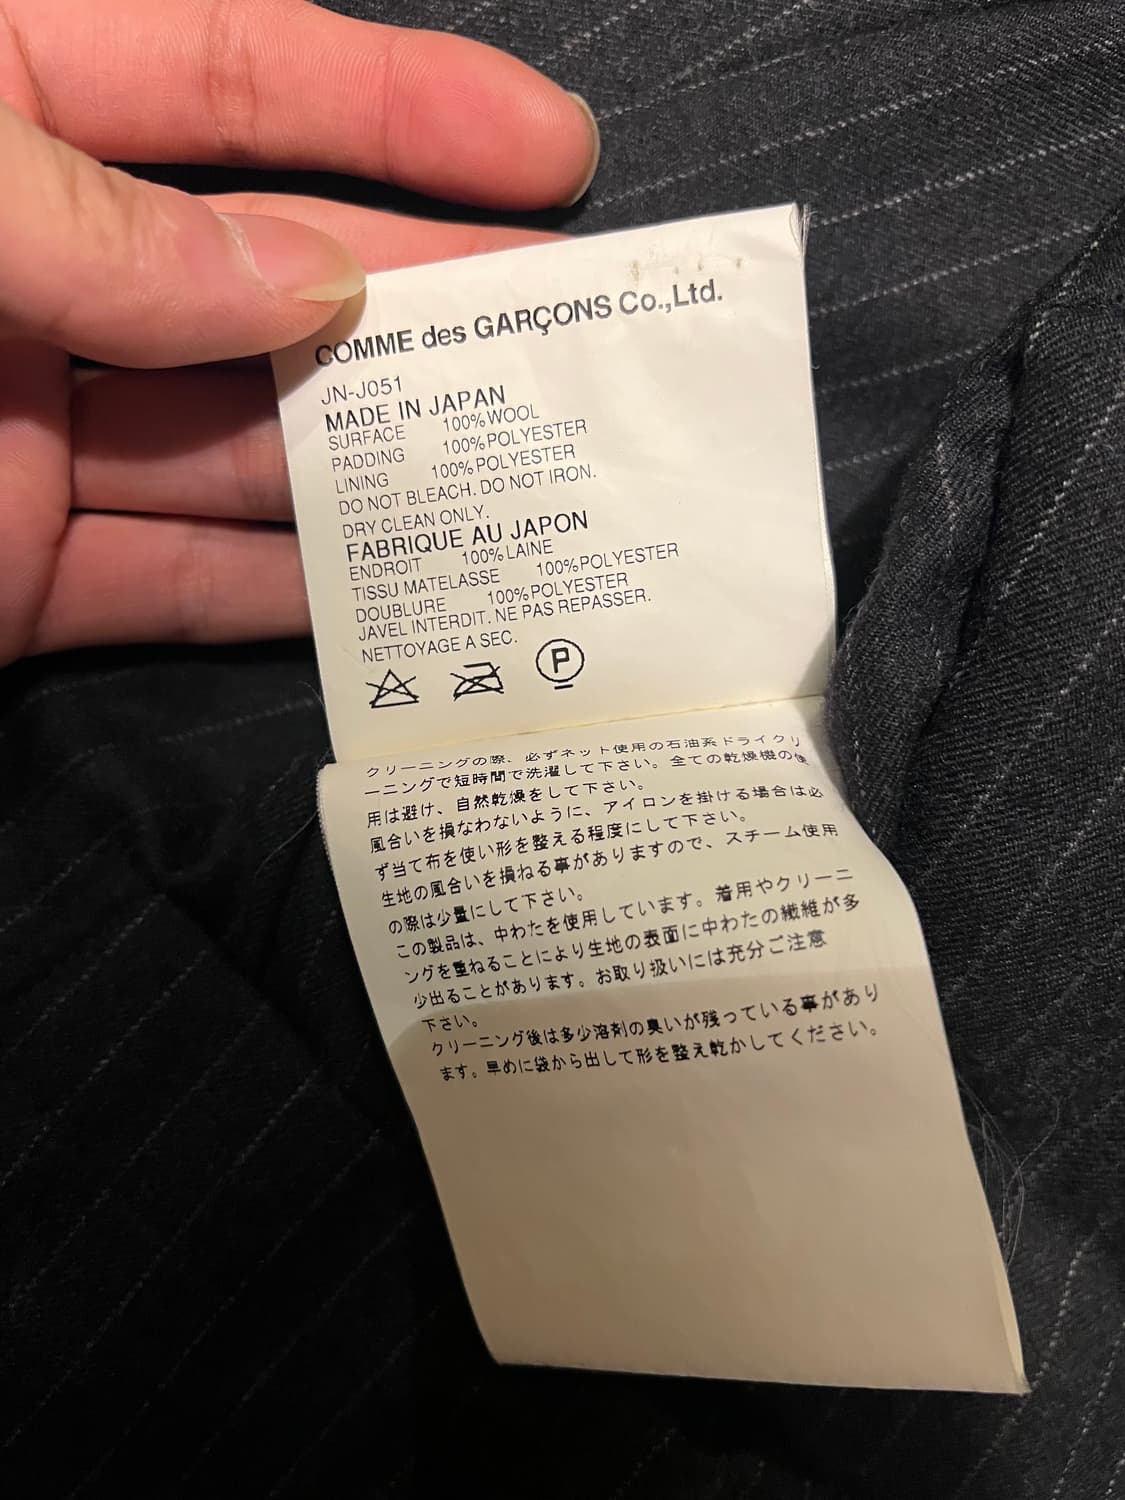 COMME des GARÇONS Co.,Ltd.
JN-J051
MADE IN JAPAN
SURFACE 100%WOOL
PADDING 100%POLYESTER
LINING 100%POLYESTER
DO NOT BLEACH. DO NOT IRON.
DRY CLEAN ONLY.
FABRIQUE AU JAPON
ENDROIT 100%LAINE
TISSU MATELASSE 100%POLYESTER
DOUBLURE 100%POLYESTER
JAVEL INTERDIT. NE PAS REPASSER.
NETTOYAGE A SEC.
P
クリーニングの際、必ずネット使用の石油系ドライクリ
ーニングで短時間で洗濯して下さい。全ての乾燥機の使
用は避け、自然乾燥をして下さい。
風合いを損なわないように、アイロンを掛ける場合は必
ず当て布を使い形を整える程度にして下さい。
生地の風合いを損ねる事がありますので、スチーム使用
の際は少量にして下さい。
この製品は、中わたを使用しています。着用やクリーニ
ングを重ねることにより生地の表面に中わたの繊維が多
少出ることがあります。お取り扱いには充分ご注意
下さい。
クリーニング後は多少溶剤の臭いが残っている事があり
ます。早めに袋から出して形を整え乾かしてください。